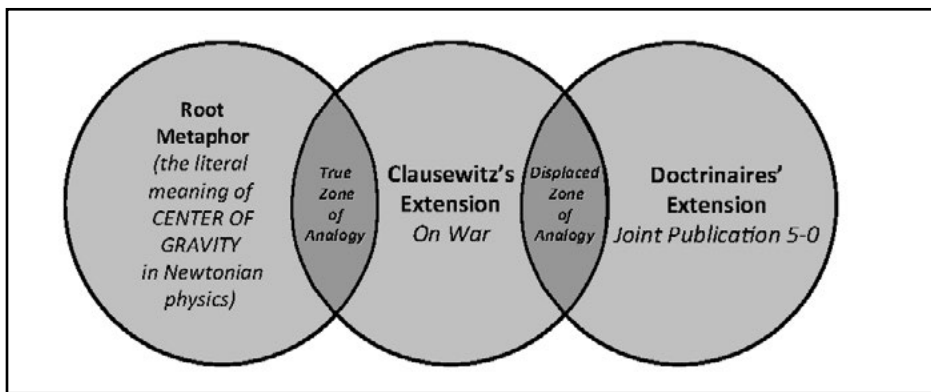 Root
Metaphor
(the literal
meaning of
CENTER OF
GRAVITY
in Newtonian
physics)
True
Zone
of
Analogy
Clausewitz's
Extension
On War
Displaced
Zone
of
Analogy
Doctrinaires'
Extension
Joint Publication 5-0